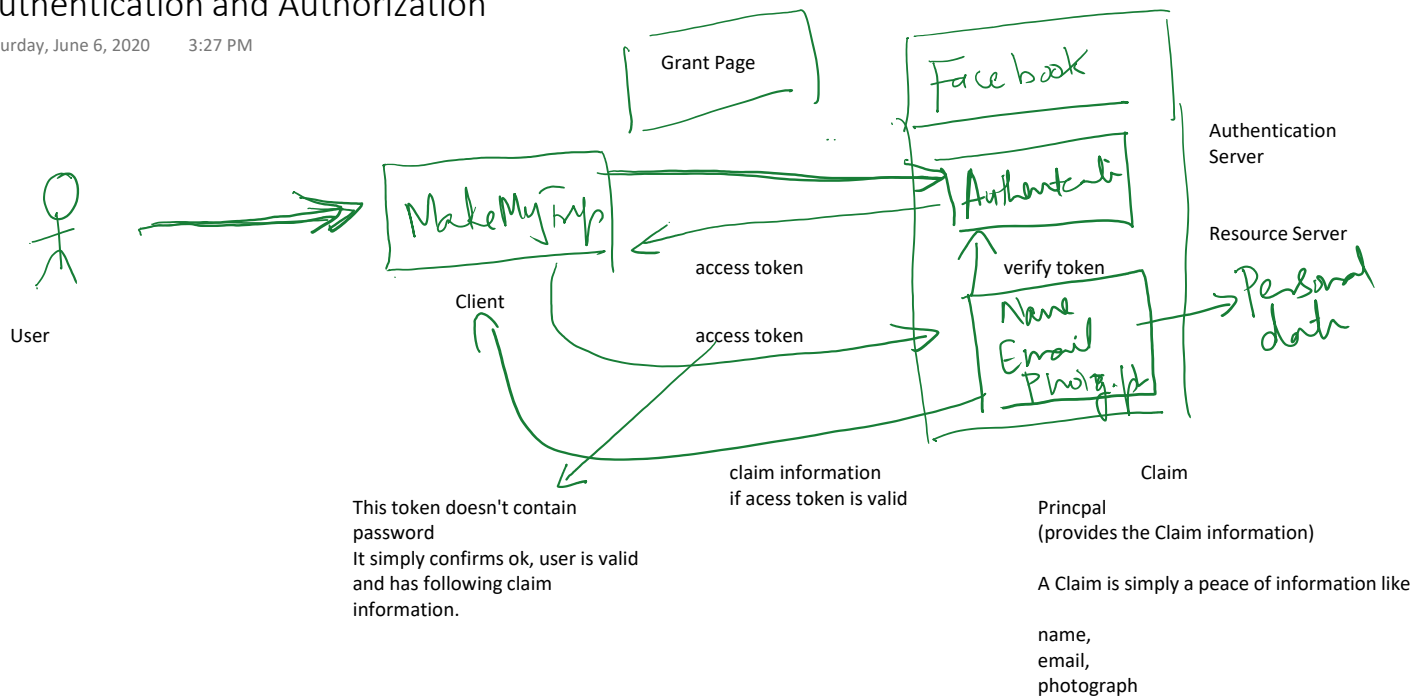 uthentication and Authorization
urday, June 6, 2020 3:27 PM
Grant Page
Facebook
Authentication
Server
MakeMyTrip
Authenticati
Resource Server
access token
verify token
Personal
data
Client
Name
User
access token
Email
claim information
if acess token is valid
Claim
This token doesn't contain
password
It simply confirms ok, user is valid
and has following claim
information.
Princpal
(provides the Claim information)
A Claim is simply a peace of information like
name,
email,
photograph